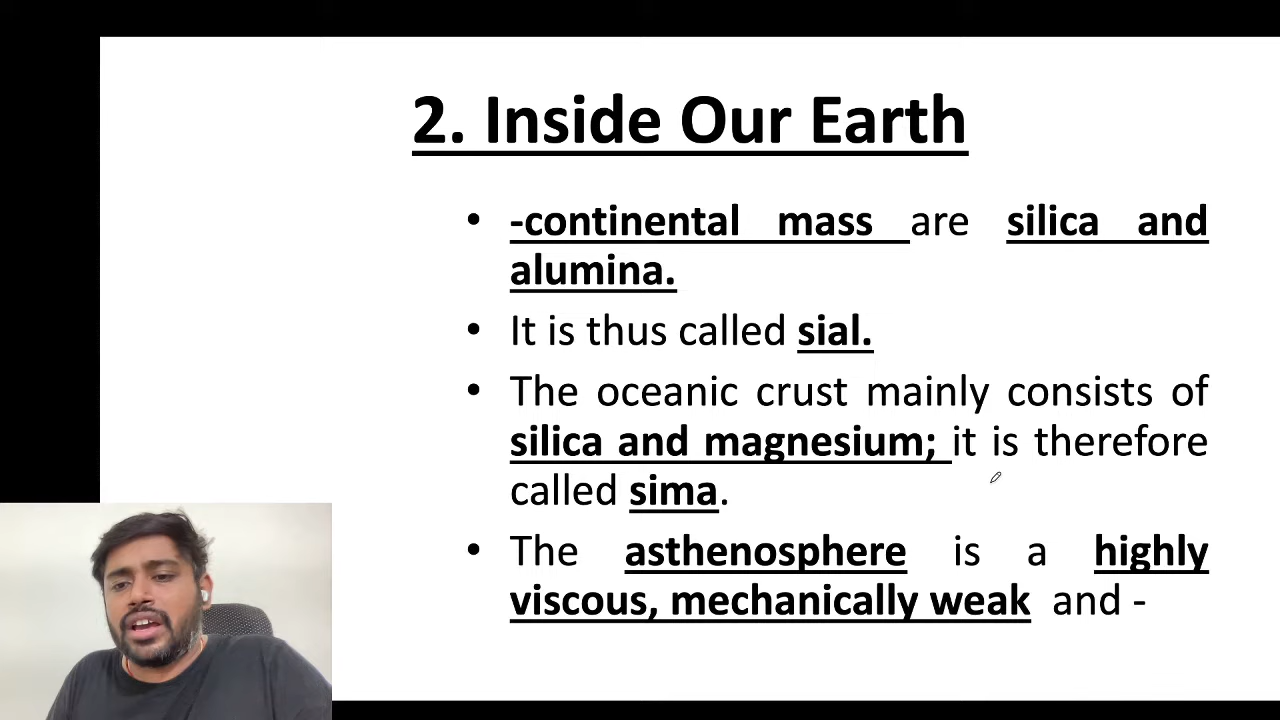 2. Inside Our Earth
• -continental mass are silica and
alumina.
• It is thus called sial.
• The oceanic crust mainly consists of
silica and magnesium; it is therefore
called sima.
• The asthenosphere is a highly
viscous, mechanically weak and -